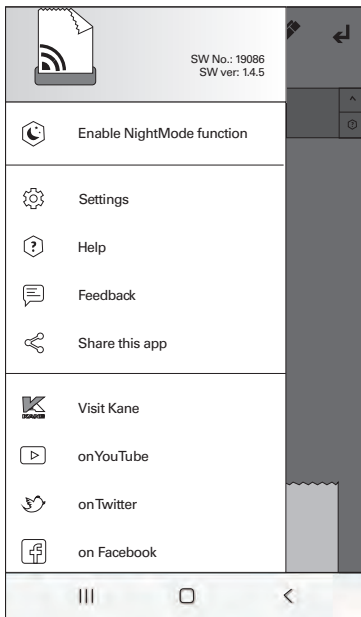 SW No.: 19086
SW ver: 1.4.5
Enable NightMode function
Settings
?
Help
Feedback
Share this app
K
KANE
Visit Kane
onYouTube
onTwitter
f
on Facebook